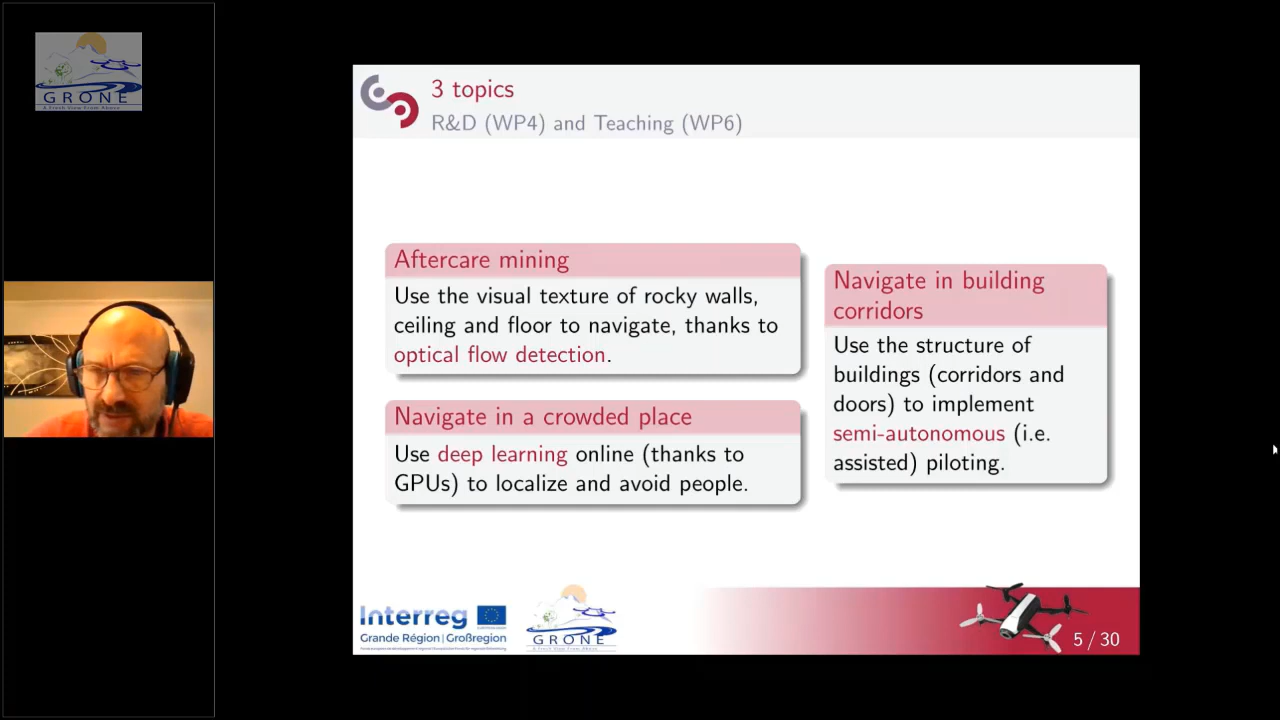 GRONE
A Fresh View From Above
3 topics
R&D (WP4) and Teaching (WP6)
Aftercare mining
Use the visual texture of rocky walls,
ceiling and floor to navigate, thanks to
optical flow detection.
Navigate in a crowded place
Use deep learning online (thanks to
GPUs) to localize and avoid people.
Navigate in building
corridors
Use the structure of
buildings (corridors and
doors) to implement
semi-autonomous (i.e.
assisted) piloting.
Interreg
Grande Région | Großregion
GRONE
A Fresh View From Above
5 / 30